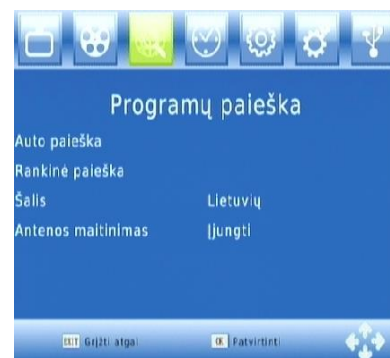 Programų paieška
Auto paieška
Rankinė paieška
Šalis Lietuvių
Antenos maitinimas Įjungti
EXIT Grįžti atgal OK Patvirtinti